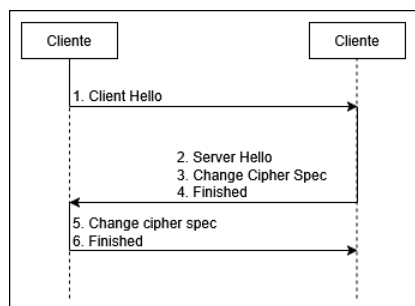 Cliente
Cliente
1. Client Hello
2. Server Hello
3. Change Cipher Spec
4. Finished
5. Change cipher spec
6. Finished